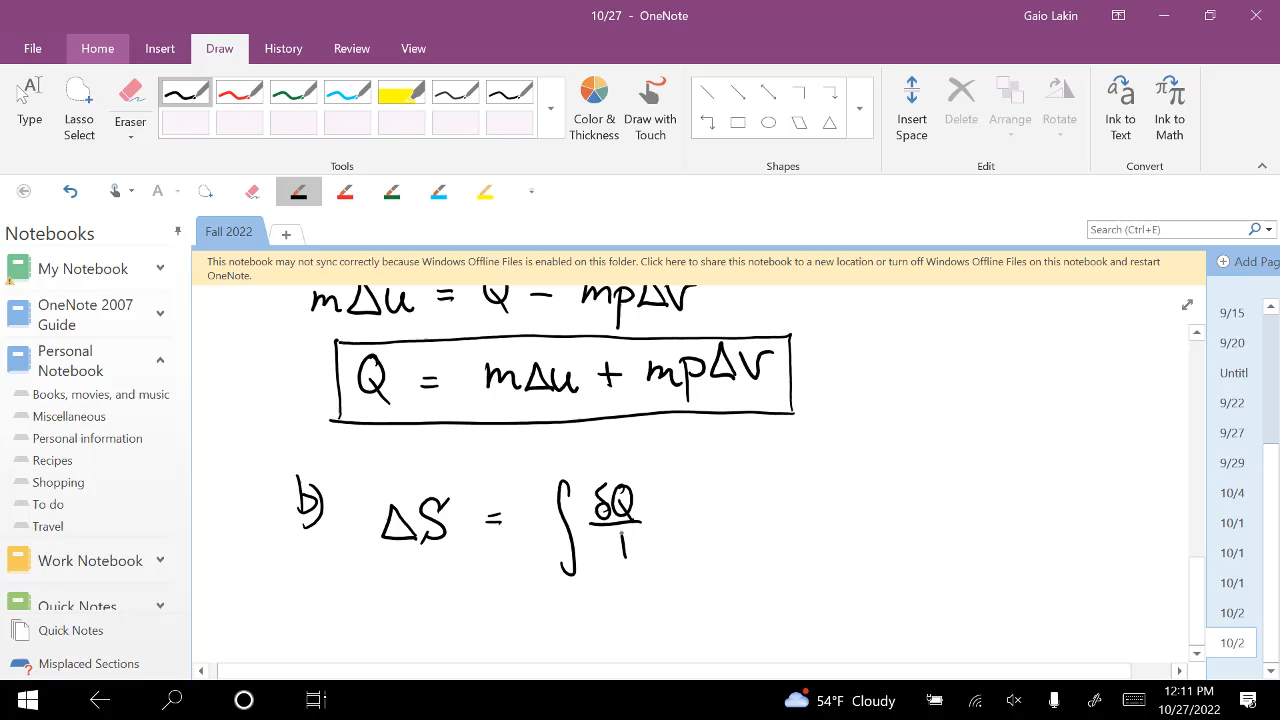 10/27 - OneNote
Gaio Lakin
File Home Insert Draw History Review View
Type
Lasso Select
Eraser
Color & Thickness
Draw with Touch
Insert Space
Delete
Arrange
Rotate
Ink to Text
Ink to Math
Tools
Shapes
Edit
Convert
A
Notebooks
Fall 2022
Search (Ctrl+E)
This notebook may not sync correctly because Windows Offline Files is enabled on this folder. Click here to share this notebook to a new location or turn off Windows Offline Files on this notebook and restart
OneNote.
Add Pag
My Notebook
OneNote 2007
Guide
Personal
Notebook
Books, movies, and music
Miscellaneous
Personal information
Recipes
Shopping
To do
Travel
Work Notebook
Quick Notes
Quick Notes
Misplaced Sections
mΔu = Q - mpΔv
Q = mΔu + mpΔv
b) ΔS = ∫ δQ/
9/15
9/20
Untitl
9/22
9/27
9/29
10/4
10/1
10/1
10/1
10/2
10/2
54°F Cloudy
12:11 PM
10/27/2022